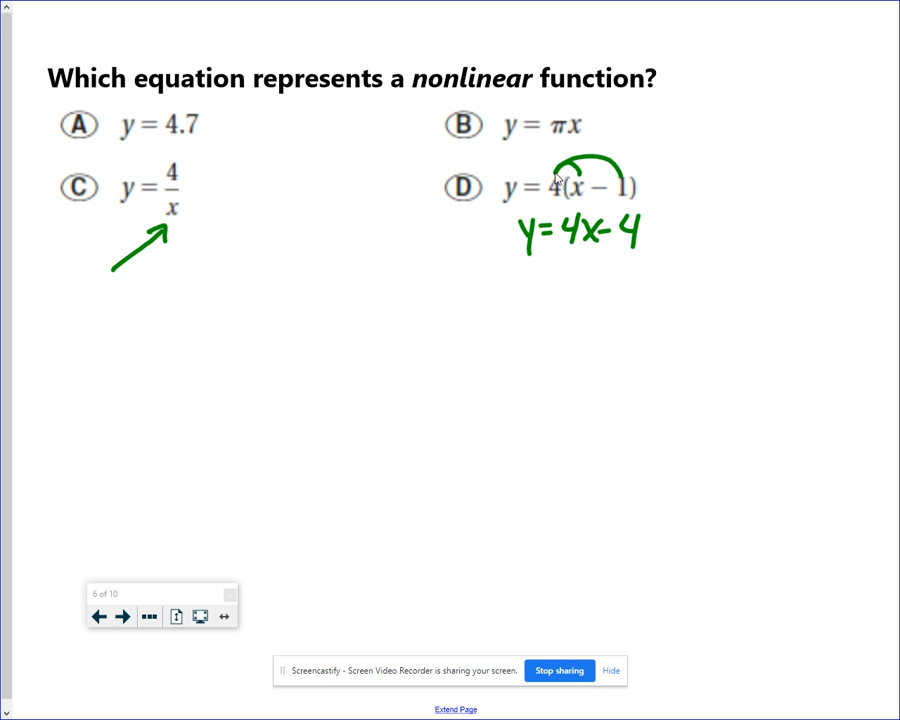 Which equation represents a nonlinear function?
A y = 4.7
B y = πx
C y = 4/x
D y = 4(x − 1)
y = 4x - 4
6 of 10
Screencastify - Screen Video Recorder is sharing your screen. Stop sharing Hide
Extend Page